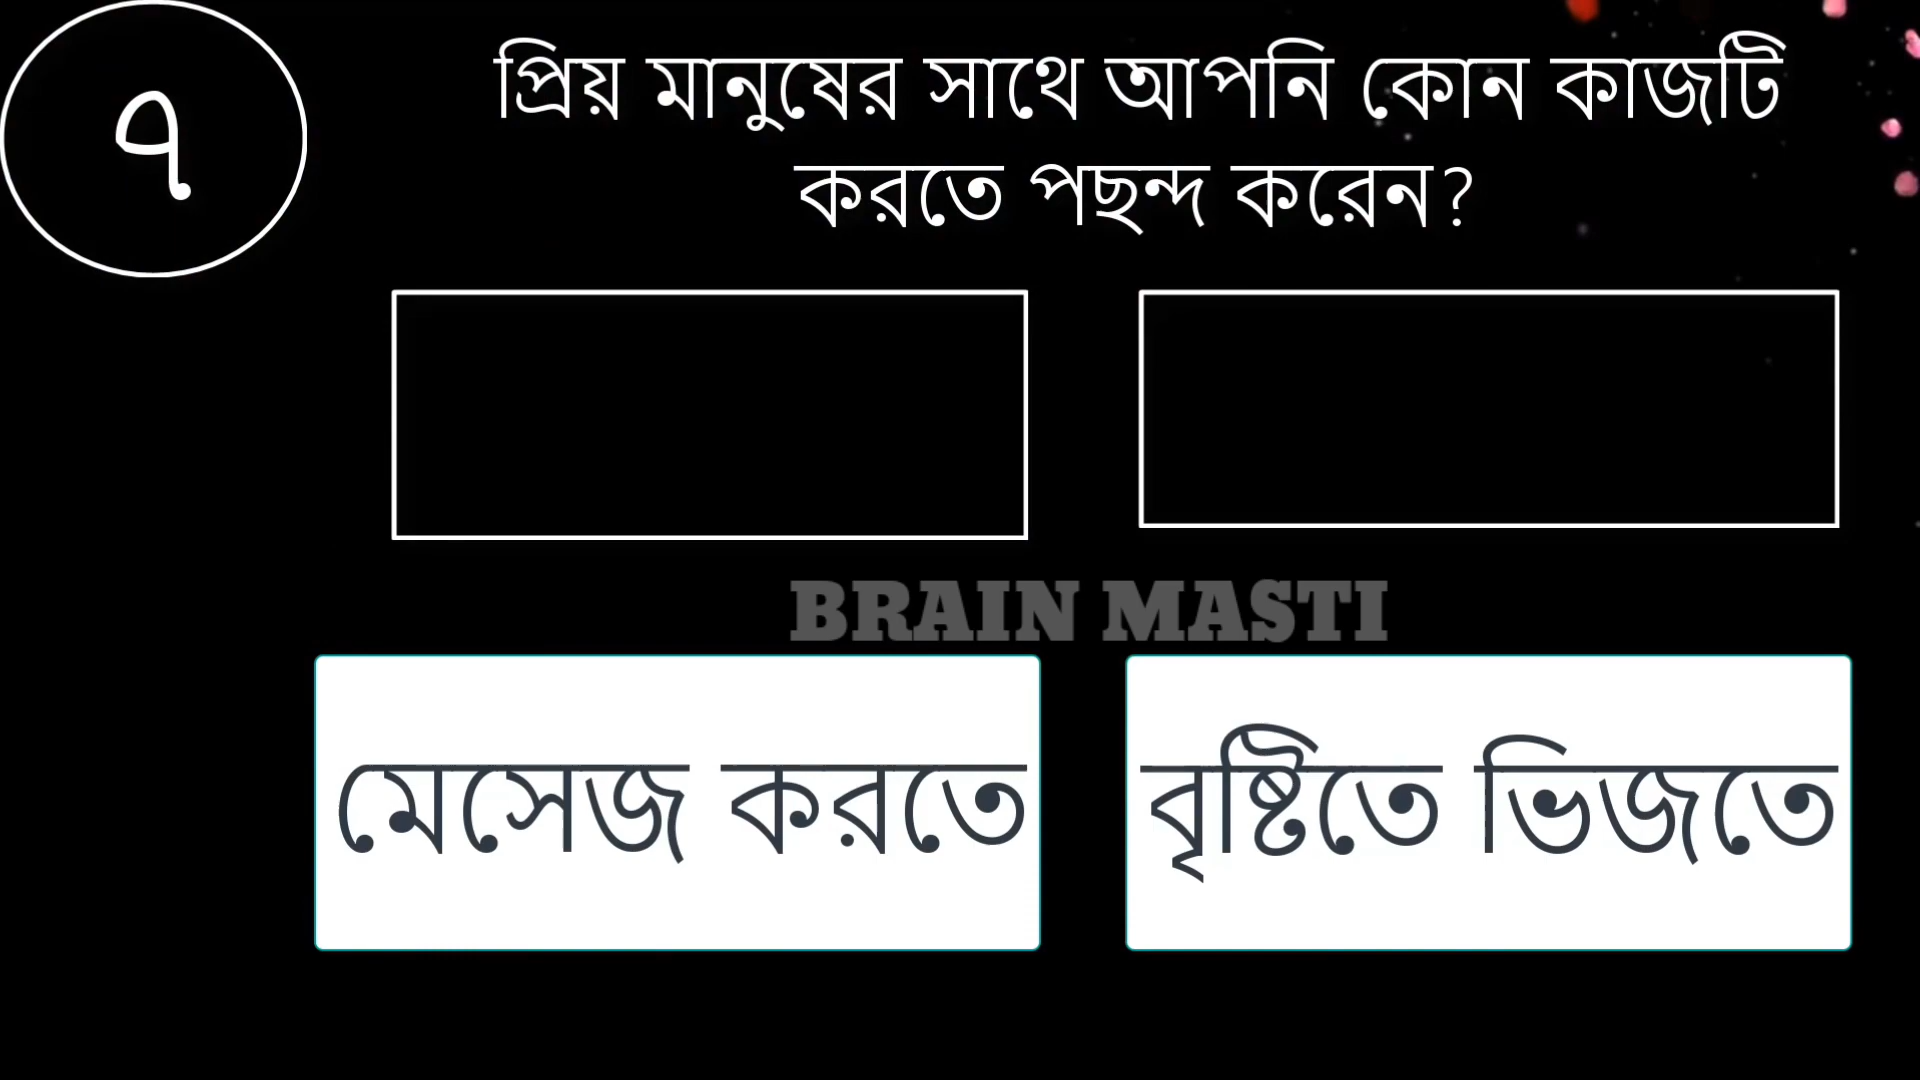 ৭
প্রিয় মানুষের সাথে আপনি কোন কাজটি
করতে পছন্দ করেন?
BRAIN MASTI
মেসেজ করতে
বৃষ্টিতে ভিজতে